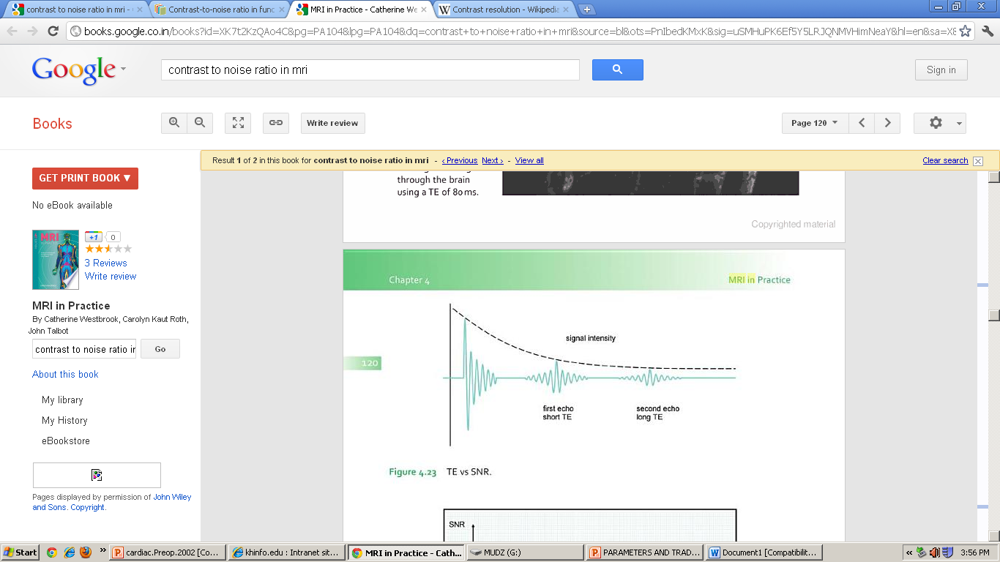 contrast to noise ratio in mri -
Contrast-to-noise ratio in func
MRI in Practice - Catherine We
W Contrast resolution - Wikipedia
books.google.co.in/books?id=XK7t2KzQAo4C&pg=PA104&lpg=PA104&dq=contrast+to+noise+ratio+in+mri&source=bl&ots=PnIbedKMxK&sig=uSMHuPK6Ef5Y5LRJQNMVHimNeaY&hl=en&sa=X
Google
contrast to noise ratio in mri
Sign in
Books
Write review
Page 120
Result 1 of 2 in this book for contrast to noise ratio in mri - ‹ Previous Next › - View all
Clear search
GET PRINT BOOK ▼
No eBook available
MRI
+1 0
3 Reviews
Write review
MRI in Practice
By Catherine Westbrook, Carolyn Kaut Roth,
John Talbot
contrast to noise ratio in
Go
About this book
My library
My History
eBookstore
Pages displayed by permission of John Wiley
and Sons. Copyright.
through the brain
using a TE of 80 ms.
Copyrighted material
Chapter 4
MRI in Practice
signal intensity
120
first echo
short TE
second echo
long TE
Figure 4.23 TE vs SNR.
SNR
Start
»
cardiac.Preop.2002 [Co...
khinfo.edu : Intranet sit...
MRI in Practice - Cath...
MUDZ (G:)
PARAMETERS AND TRAD...
Document1 [Compatibilit...
«
3:56 PM